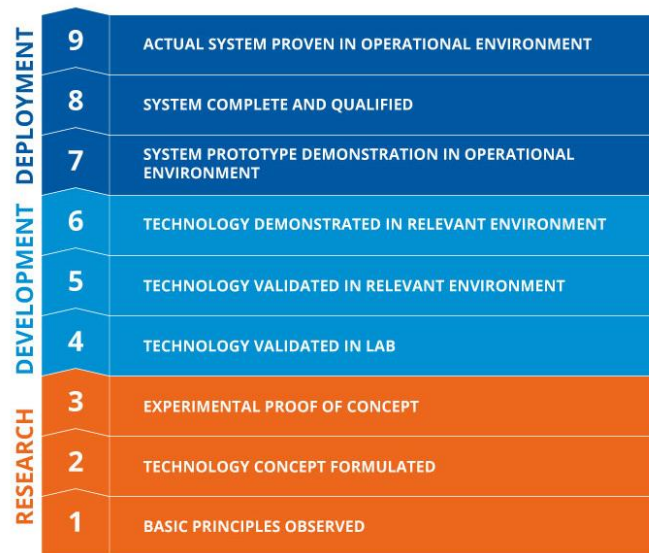 DEPLOYMENT
9
ACTUAL SYSTEM PROVEN IN OPERATIONAL ENVIRONMENT
8
SYSTEM COMPLETE AND QUALIFIED
7
SYSTEM PROTOTYPE DEMONSTRATION IN OPERATIONAL
ENVIRONMENT
DEVELOPMENT
6
TECHNOLOGY DEMONSTRATED IN RELEVANT ENVIRONMENT
5
TECHNOLOGY VALIDATED IN RELEVANT ENVIRONMENT
4
TECHNOLOGY VALIDATED IN LAB
RESEARCH
3
EXPERIMENTAL PROOF OF CONCEPT
2
TECHNOLOGY CONCEPT FORMULATED
1
BASIC PRINCIPLES OBSERVED